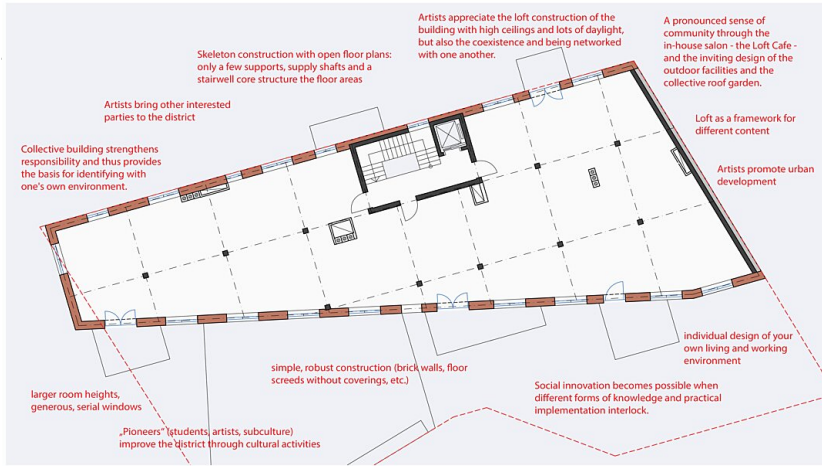 Artists appreciate the loft construction of the
building with high ceilings and lots of daylight,
but also the coexistence and being networked
with one another.
A pronounced sense of
community through the
in-house salon - the Loft Cafe -
and the inviting design of the
outdoor facilities and the
collective roof garden.
Skeleton construction with open floor plans:
only a few supports, supply shafts and a
stairwell core structure the floor areas
Artists bring other interested
parties to the district
Loft as a framework for
different content
Collective building strengthens
responsibility and thus provides
the basis for identifying with
one's own environment.
Artists promote urban
development
individual design of your
own living and working
environment
simple, robust construction (brick walls, floor
screeds without coverings, etc.)
Social innovation becomes possible when
different forms of knowledge and practical
implementation interlock.
larger room heights,
generous, serial windows
„Pioneers“ (students, artists, subculture)
improve the district through cultural activities